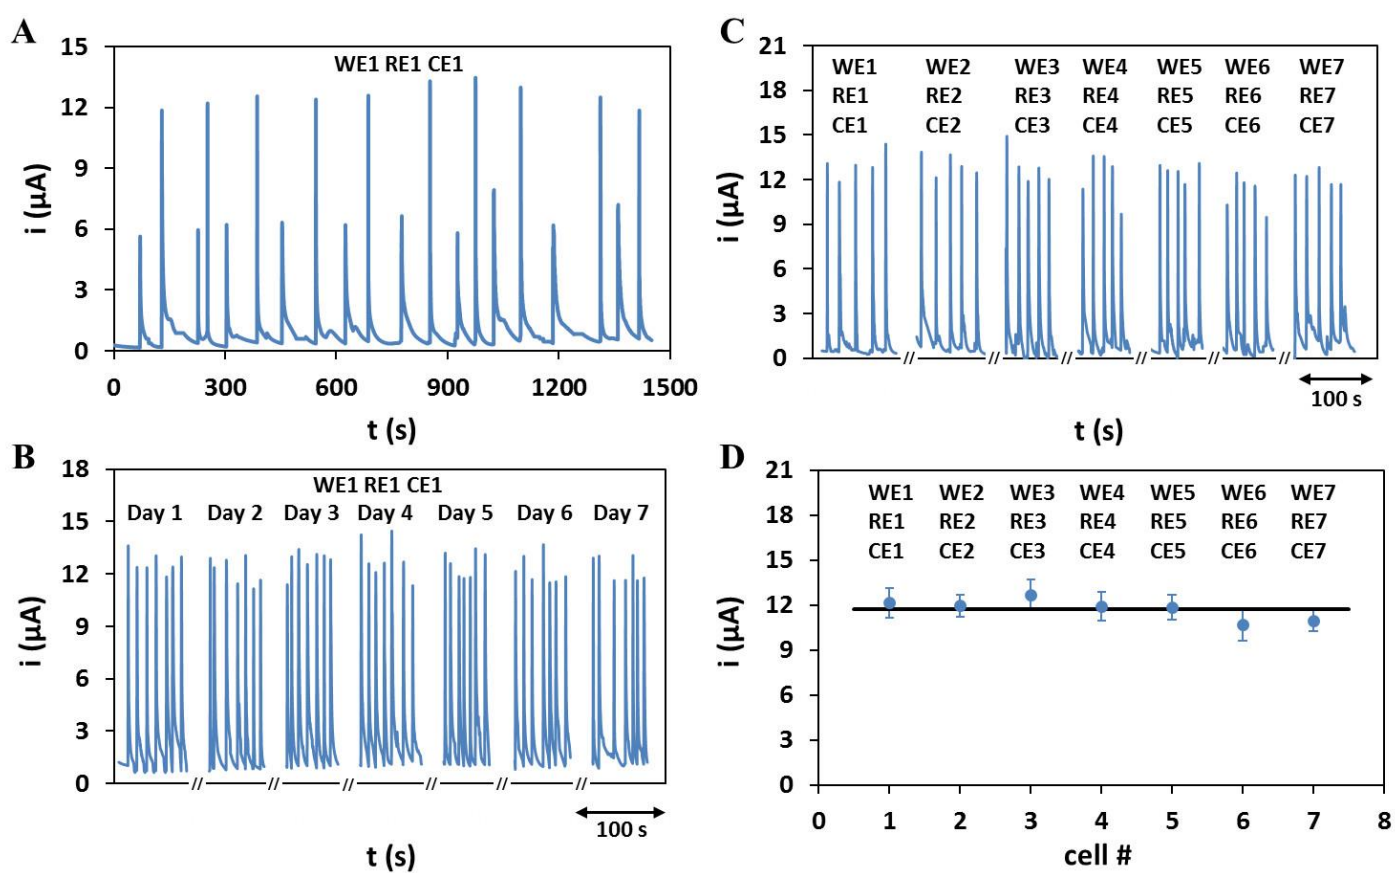 A
15
12
9
6
3
0
i (µA)
WE1 RE1 CE1
0 300 600 900 1200 1500
t (s)
B
18
15
12
9
6
3
0
i (µA)
WE1 RE1 CE1
Day 1 Day 2 Day 3 Day 4 Day 5 Day 6 Day 7
// // // // // //
100 s
t (s)
C
21
18
15
12
9
6
3
0
i (µA)
WE1 WE2 WE3 WE4 WE5 WE6 WE7
RE1 RE2 RE3 RE4 RE5 RE6 RE7
CE1 CE2 CE3 CE4 CE5 CE6 CE7
// // // // // //
100 s
t (s)
D
21
18
15
12
9
6
3
0
i (µA)
WE1 WE2 WE3 WE4 WE5 WE6 WE7
RE1 RE2 RE3 RE4 RE5 RE6 RE7
CE1 CE2 CE3 CE4 CE5 CE6 CE7
0 1 2 3 4 5 6 7 8
cell #